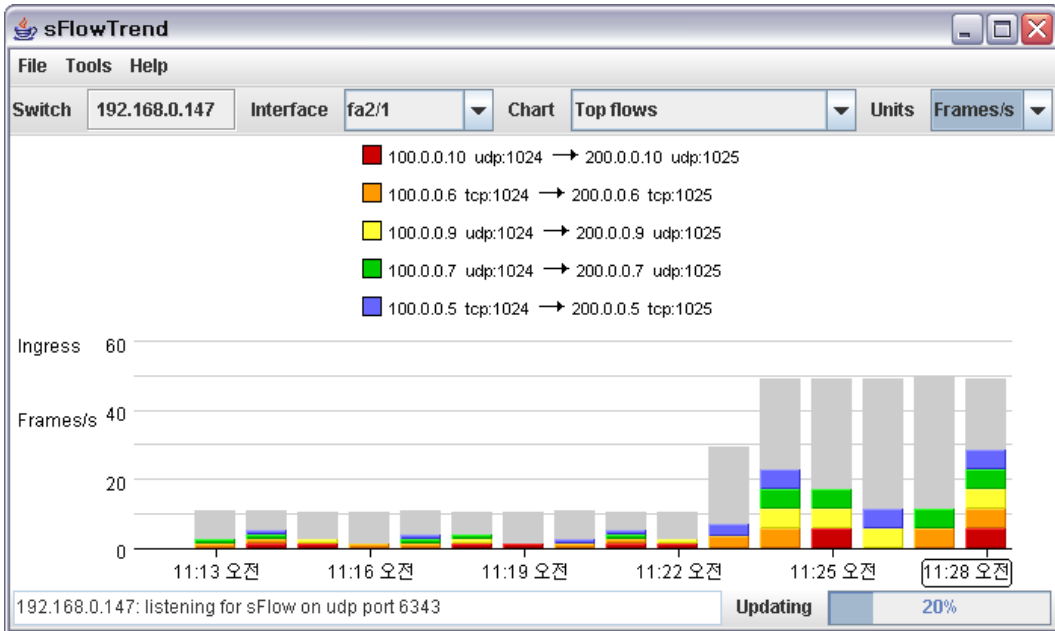 sFlowTrend
File Tools Help
Switch 192.168.0.147 Interface fa2/1 Chart Top flows Units Frames/s
100.0.0.10 udp:1024 → 200.0.0.10 udp:1025
100.0.0.6 tcp:1024 → 200.0.0.6 tcp:1025
100.0.0.9 udp:1024 → 200.0.0.9 udp:1025
100.0.0.7 udp:1024 → 200.0.0.7 udp:1025
100.0.0.5 tcp:1024 → 200.0.0.5 tcp:1025
Ingress 60
Frames/s 40
20
0
11:13 오전 11:16 오전 11:19 오전 11:22 오전 11:25 오전 11:28 오전
192.168.0.147: listening for sFlow on udp port 6343 Updating 20%